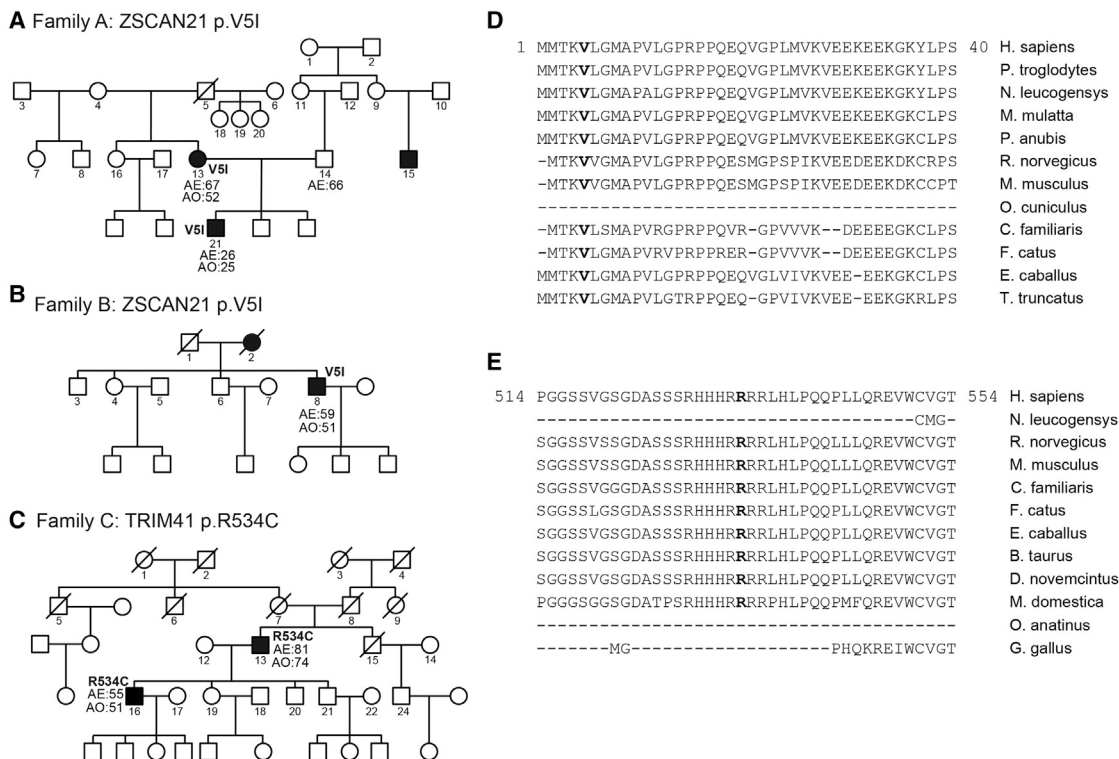 A Family A: ZSCAN21 p.V5I
1 2
3 4 5 6 11 12 9 10
18 19 20
7 8 16 17 13 V5I 14 15
AE:67 AE:66
AO:52
V5I
21
AE:26
AO:25
B Family B: ZSCAN21 p.V5I
1 2
V5I
3 4 5 6 7 8
AE:59
AO:51
C Family C: TRIM41 p.R534C
1 2 3 4
5 6 7 8 9
R534C
12 13 AE:81 15 14
AO:74
R534C
AE:55
AO:51
16 17 19 18 20 21 22 24
D
1 MMTKVLGMAPVLGPRPPQEQVGPLMVKVEEKEEKGKYLPS 40 H. sapiens
MMTKVLGMAPVLGPRPPQEQVGPLMVKVEEKEEKGKYLPS P. troglodytes
MMTKVLGMAPALGPRPPQEQVGPLMVKVEEKEEKGKYLPS N. leucogensys
MMTKVLGMAPVLGPRPPQEQVGPLMVKVEEKEEKGKCLPS M. mulatta
MMTKVLGMAPVLGPRPPQEQVGPLMVKVEEKEEKGKCLPS P. anubis
-MTKVVGMAPVLGPRPPQESMGPSPIKVEEDEEKDKCRPS R. norvegicus
-MTKVVGMAPVLGPRPPQESMGPSPIKVEEDEEKDKCCPT M. musculus
---------------------------------------- O. cuniculus
-MTKVLSMAPVRGPRPPQVR-GPVVVK--DEEEEKGKCLPS C. familiaris
-MTKVLGMAPVRVPRPPRER-GPVVVK--DEEEEKGKCLPS F. catus
MMTKVLGMAPVLGPRPPQEQVGLVIVKVEE-EEKGKCLPS E. caballus
MMTKVLGMAPVLGTRPPQEQ-GPVIVKVEE-EEKGKRLPS T. truncatus
E
514 PGGSSVGSGDASSSRHHHRRRRLHLPQQPLLQREVWCVGT 554 H. sapiens
------------------------------------CMG- N. leucogensys
SGGSSVSSGDASSSRHHHRRRRLHLPQQLLLQREVWCVGT R. norvegicus
SGGSSVGGGDASSSRHHHRRRRLHLPQQPLLQREVWCVGT M. musculus
SGGSSVGSGDASSSRHHHRRRRLHLPQQPLLQREVWCVGT C. familiaris
SGGSSLGSGDASSSRHHHRRRRLHLPQQPLLQREVWCVGT F. catus
SGGSSVGSGDASSSRHHHRRRRLHLPQQPLLQREVWCVGT E. caballus
SGGSSVGSGDASSSRHHHRRRRLHLPQQPLLQREVWCVGT B. taurus
SGGSSVSSGDASSSRHHHRRRRLHLPQQPLLQREVWCVGT D. novemcintus
PGGGSGGSGDATPSRHHHRRRRPHLPQQPMFQREVWCVGT M. domestica
---------------------------------------- O. anatinus
-------MG-------------------PHQKREIWCVGT G. gallus